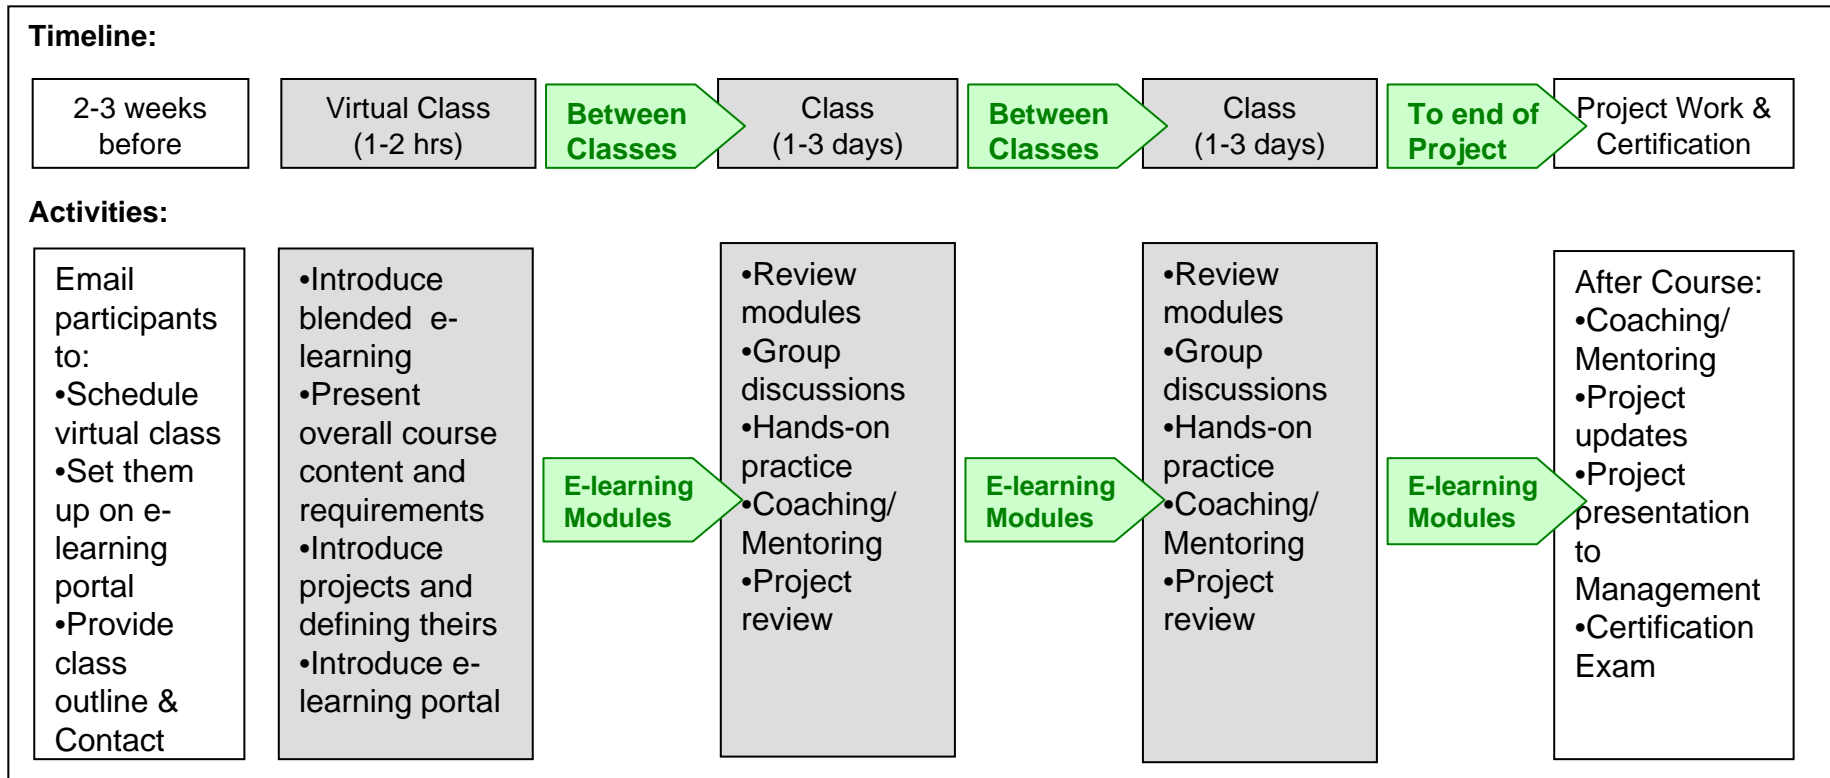 Timeline:
2-3 weeks
before
Virtual Class
(1-2 hrs)
Between
Classes
Class
(1-3 days)
Between
Classes
Class
(1-3 days)
To end of
Project
Project Work &
Certification
Activities:
Email
participants
to:
•Schedule
virtual class
•Set them
up on e-
learning
portal
•Provide
class
outline &
Contact
•Introduce
blended e-
learning
•Present
overall course
content and
requirements
•Introduce
projects and
defining theirs
•Introduce e-
learning portal
E-learning
Modules
•Review
modules
•Group
discussions
•Hands-on
practice
•Coaching/
Mentoring
•Project
review
E-learning
Modules
•Review
modules
•Group
discussions
•Hands-on
practice
•Coaching/
Mentoring
•Project
review
E-learning
Modules
After Course:
•Coaching/
Mentoring
•Project
updates
•Project
presentation
to
Management
•Certification
Exam